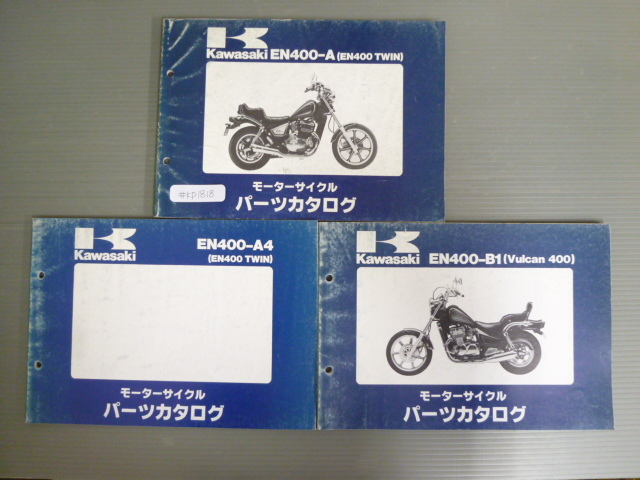 Kawasaki EN400-A (EN400 TWIN)
#KD1818
モーターサイクル
パーツカタログ
Kawasaki
EN400-A4
(EN400 TWIN)
モーターサイクル
パーツカタログ
Kawasaki EN400-B1 (Vulcan 400)
モーターサイクル
パーツカタログ